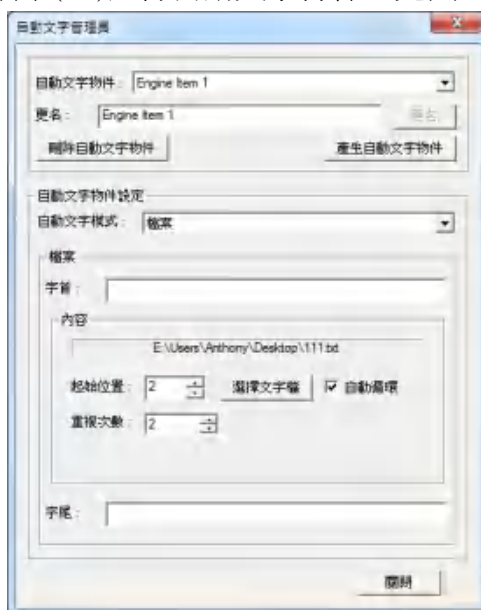 自動文字管理員
自動文字物件： Engine Item 1
更名： Engine Item 1 更名
刪除自動文字物件 產生自動文字物件
自動文字物件設定
自動文字模式： 檔案
檔案
字首：
內容
E:\Users\Anthony\Desktop\111.txt
起始位置： 2 選擇文字檔 自動循環
重複次數： 2
字尾：
關閉